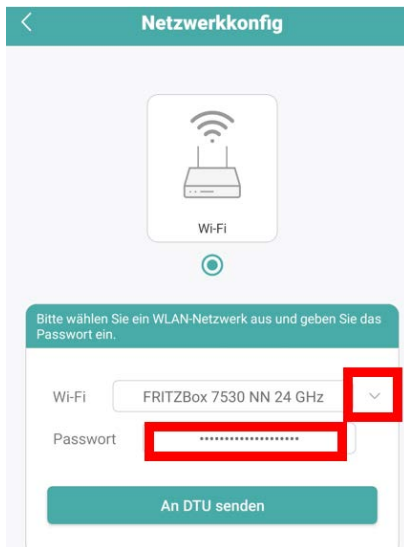 Netzwerkkonfig
Wi-Fi
Bitte wählen Sie ein WLAN-Netzwerk aus und geben Sie das
Passwort ein.
Wi-Fi FRITZBox 7530 NN 24 GHz
Passwort ••••••••••••••••••••
An DTU senden